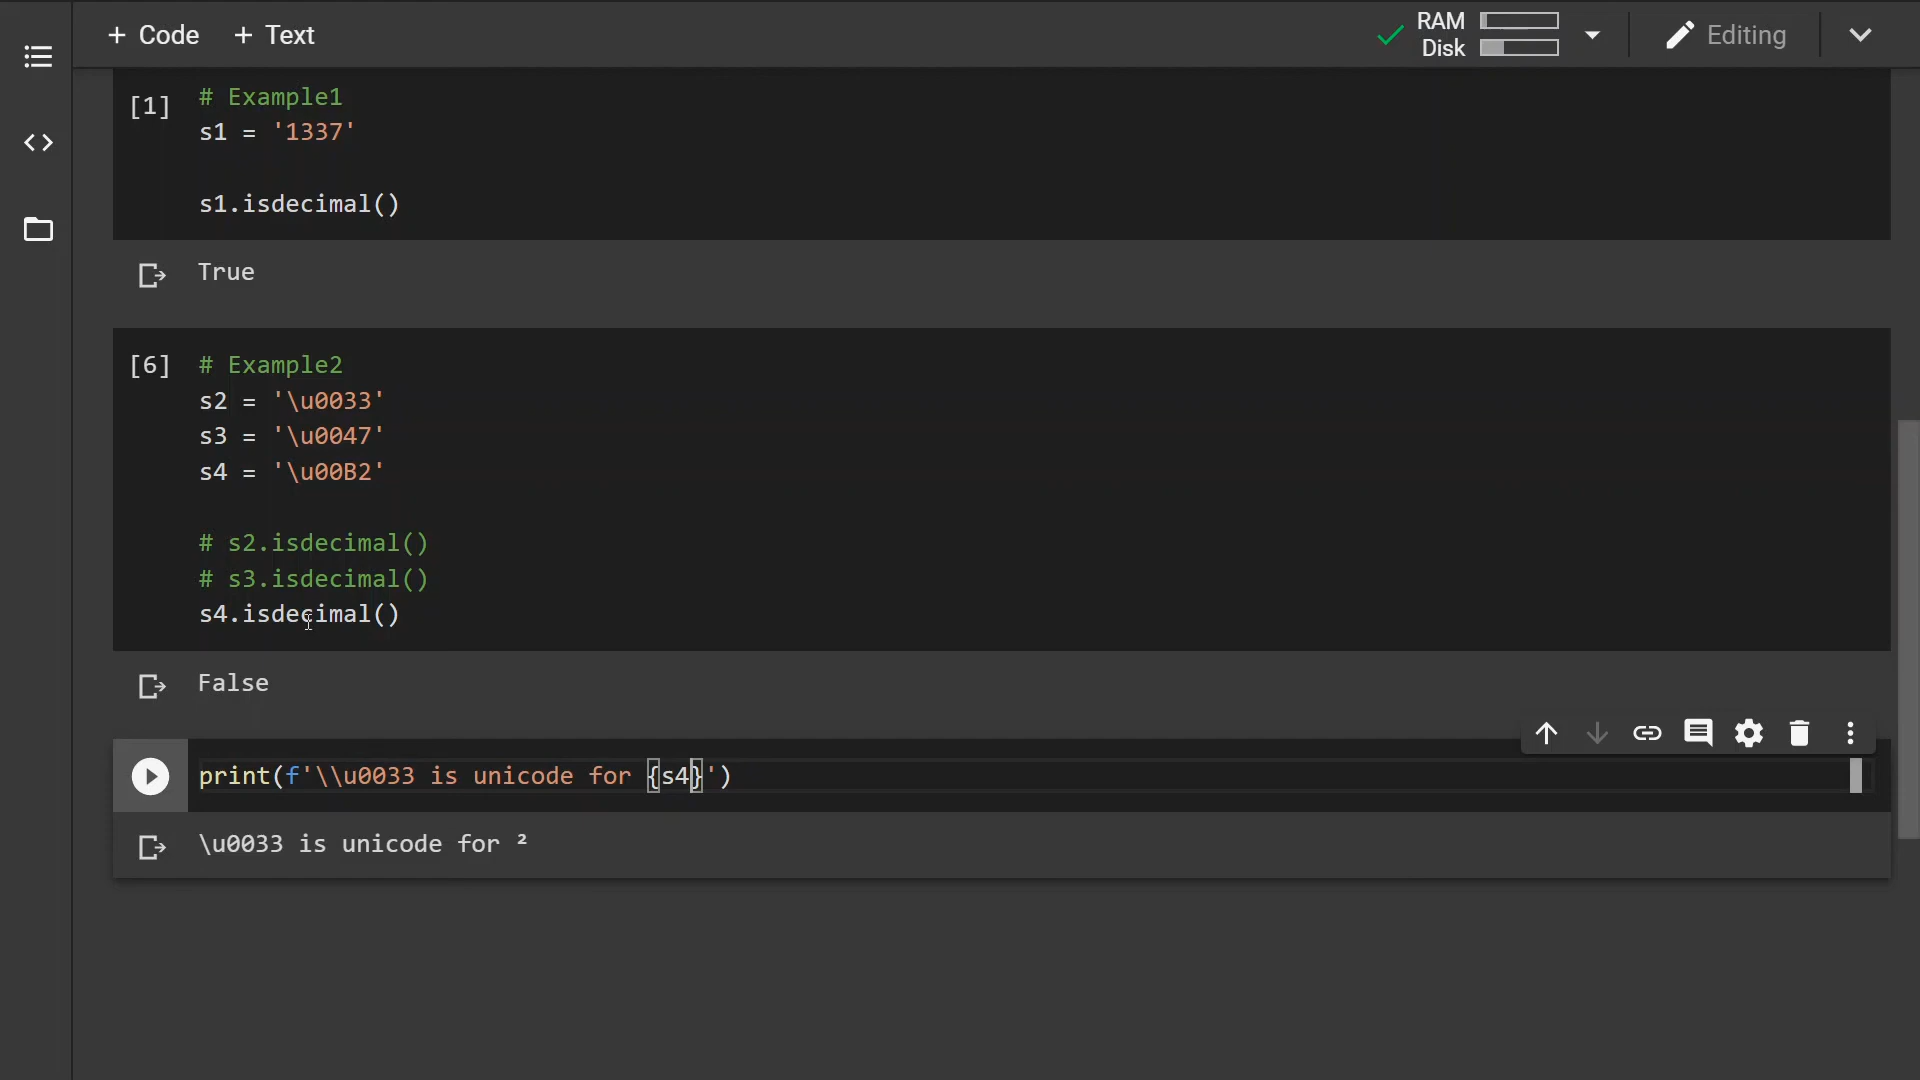 + Code + Text
RAM
Disk
Editing
[1]
# Example1
s1 = '1337'
s1.isdecimal()
True
[6]
# Example2
s2 = '\u0033'
s3 = '\u0047'
s4 = '\u00B2'
# s2.isdecimal()
# s3.isdecimal()
s4.isdecimal()
False
print(f'\\u0033 is unicode for {s4}')
\u0033 is unicode for ²